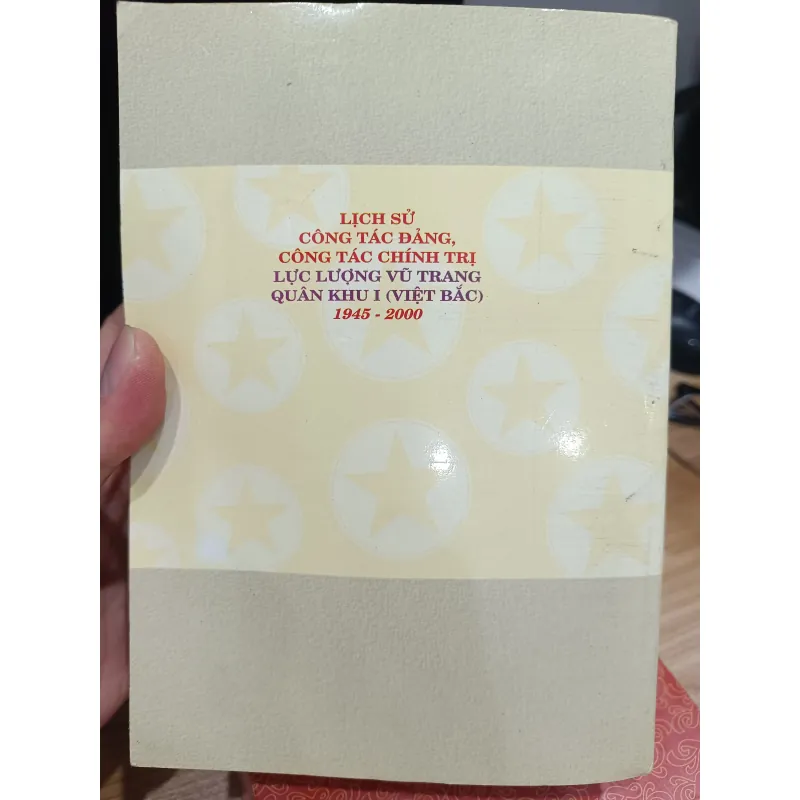 LỊCH SỬ
CÔNG TÁC ĐẢNG,
CÔNG TÁC CHÍNH TRỊ
LỰC LƯỢNG VŨ TRANG
QUÂN KHU I (VIỆT BẮC)
1945 - 2000